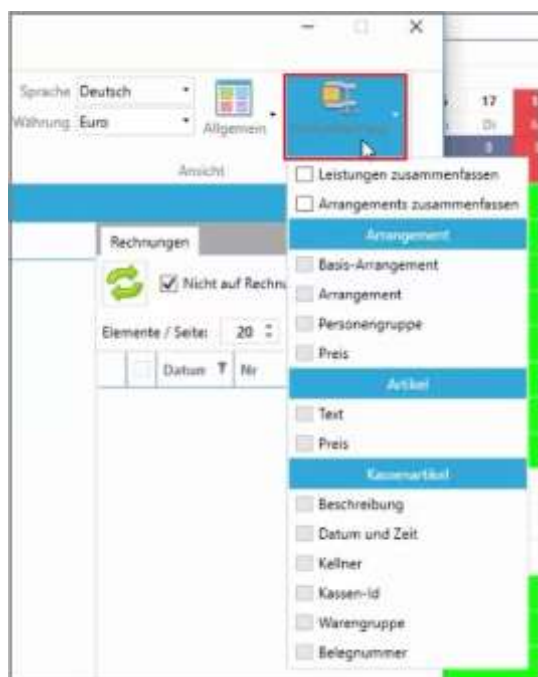 Sprache Deutsch
Währung Euro
Allgemein
Ansicht
17
Di
Leistungen zusammenfassen
Arrangements zusammenfassen
Arrangement
Rechnungen
Basis-Arrangement
Nicht auf Rechnu
Arrangement
Elemente / Seite: 20
Personengruppe
Preis
Datum Nr
Artikel
Text
Preis
Kassenartikel
Beschreibung
Datum und Zeit
Kellner
Kassen-Id
Warengruppe
Belegnummer